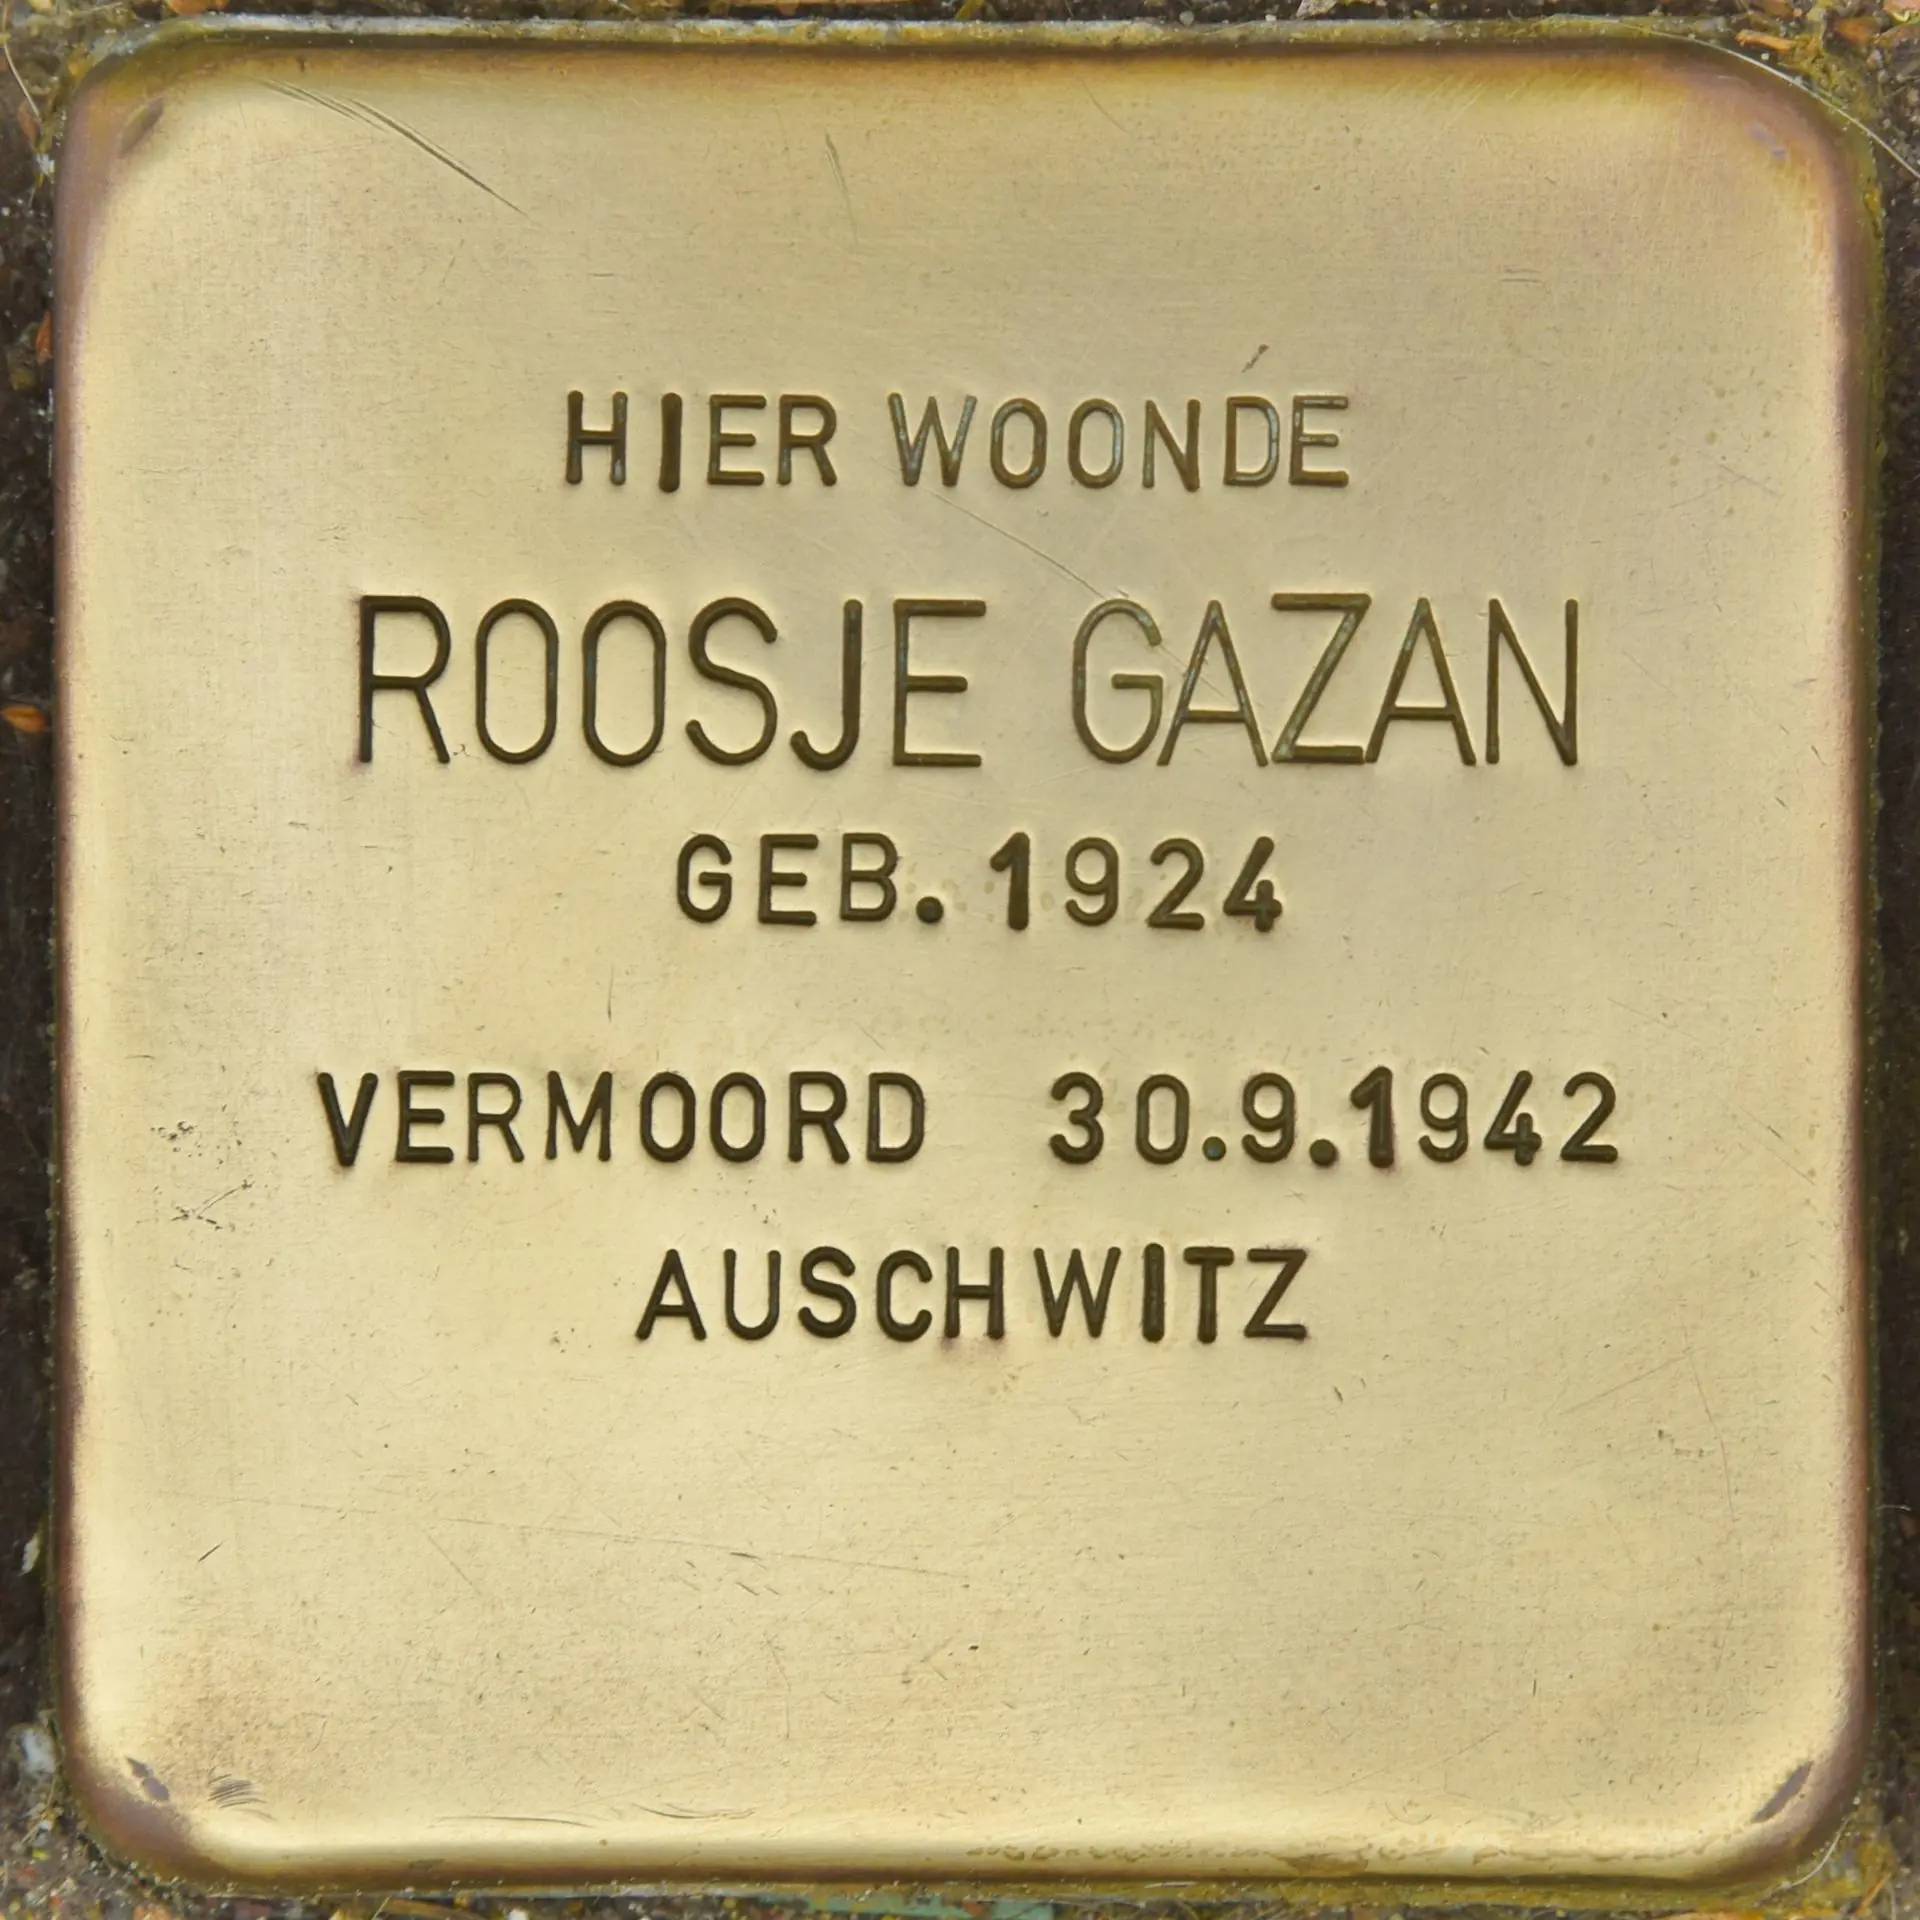 HIER WOONDE
ROOSJE GAZAN
GEB. 1924
VERMOORD 30.9.1942
AUSCHWITZ